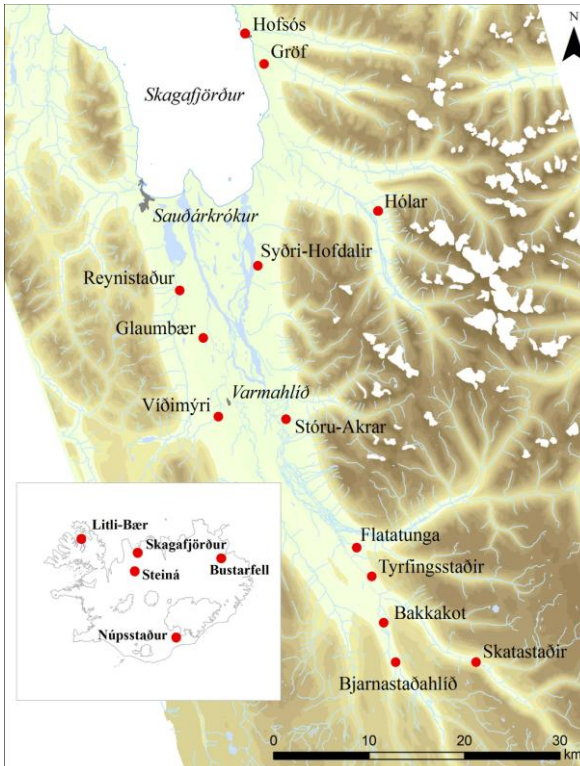 Hofsós
N
Gröf
Skagafjörður
Hólar
Sauðárkrókur
Syðri-Hofdalir
Reynistaður
Glaumbær
Varmahlíð
Víðimýri
Stóru-Akrar
Litli-Bær
Skagafjörður
Steiná
Bustarfell
Núpsstaður
Flatatunga
Tyrfingsstaðir
Bakkakot
Skatastaðir
Bjarnastaðahlíð
0 10 20 30
km